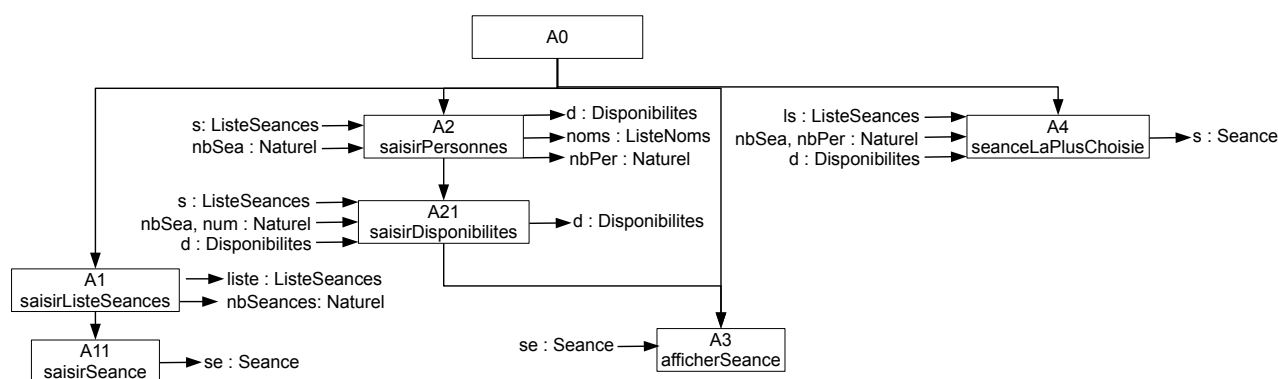 A0
s: ListeSeances
nbSea : Naturel
A2
saisirPersonnes
d : Disponibilites
noms : ListeNoms
nbPer : Naturel
ls : ListeSeances
nbSea, nbPer : Naturel
d : Disponibilites
A4
seanceLaPlusChoisie
s : Seance
s : ListeSeances
nbSea, num : Naturel
d : Disponibilites
A21
saisirDisponibilites
d : Disponibilites
A1
saisirListeSeances
liste : ListeSeances
nbSeances: Naturel
A11
saisirSeance
se : Seance
se : Seance
A3
afficherSeance